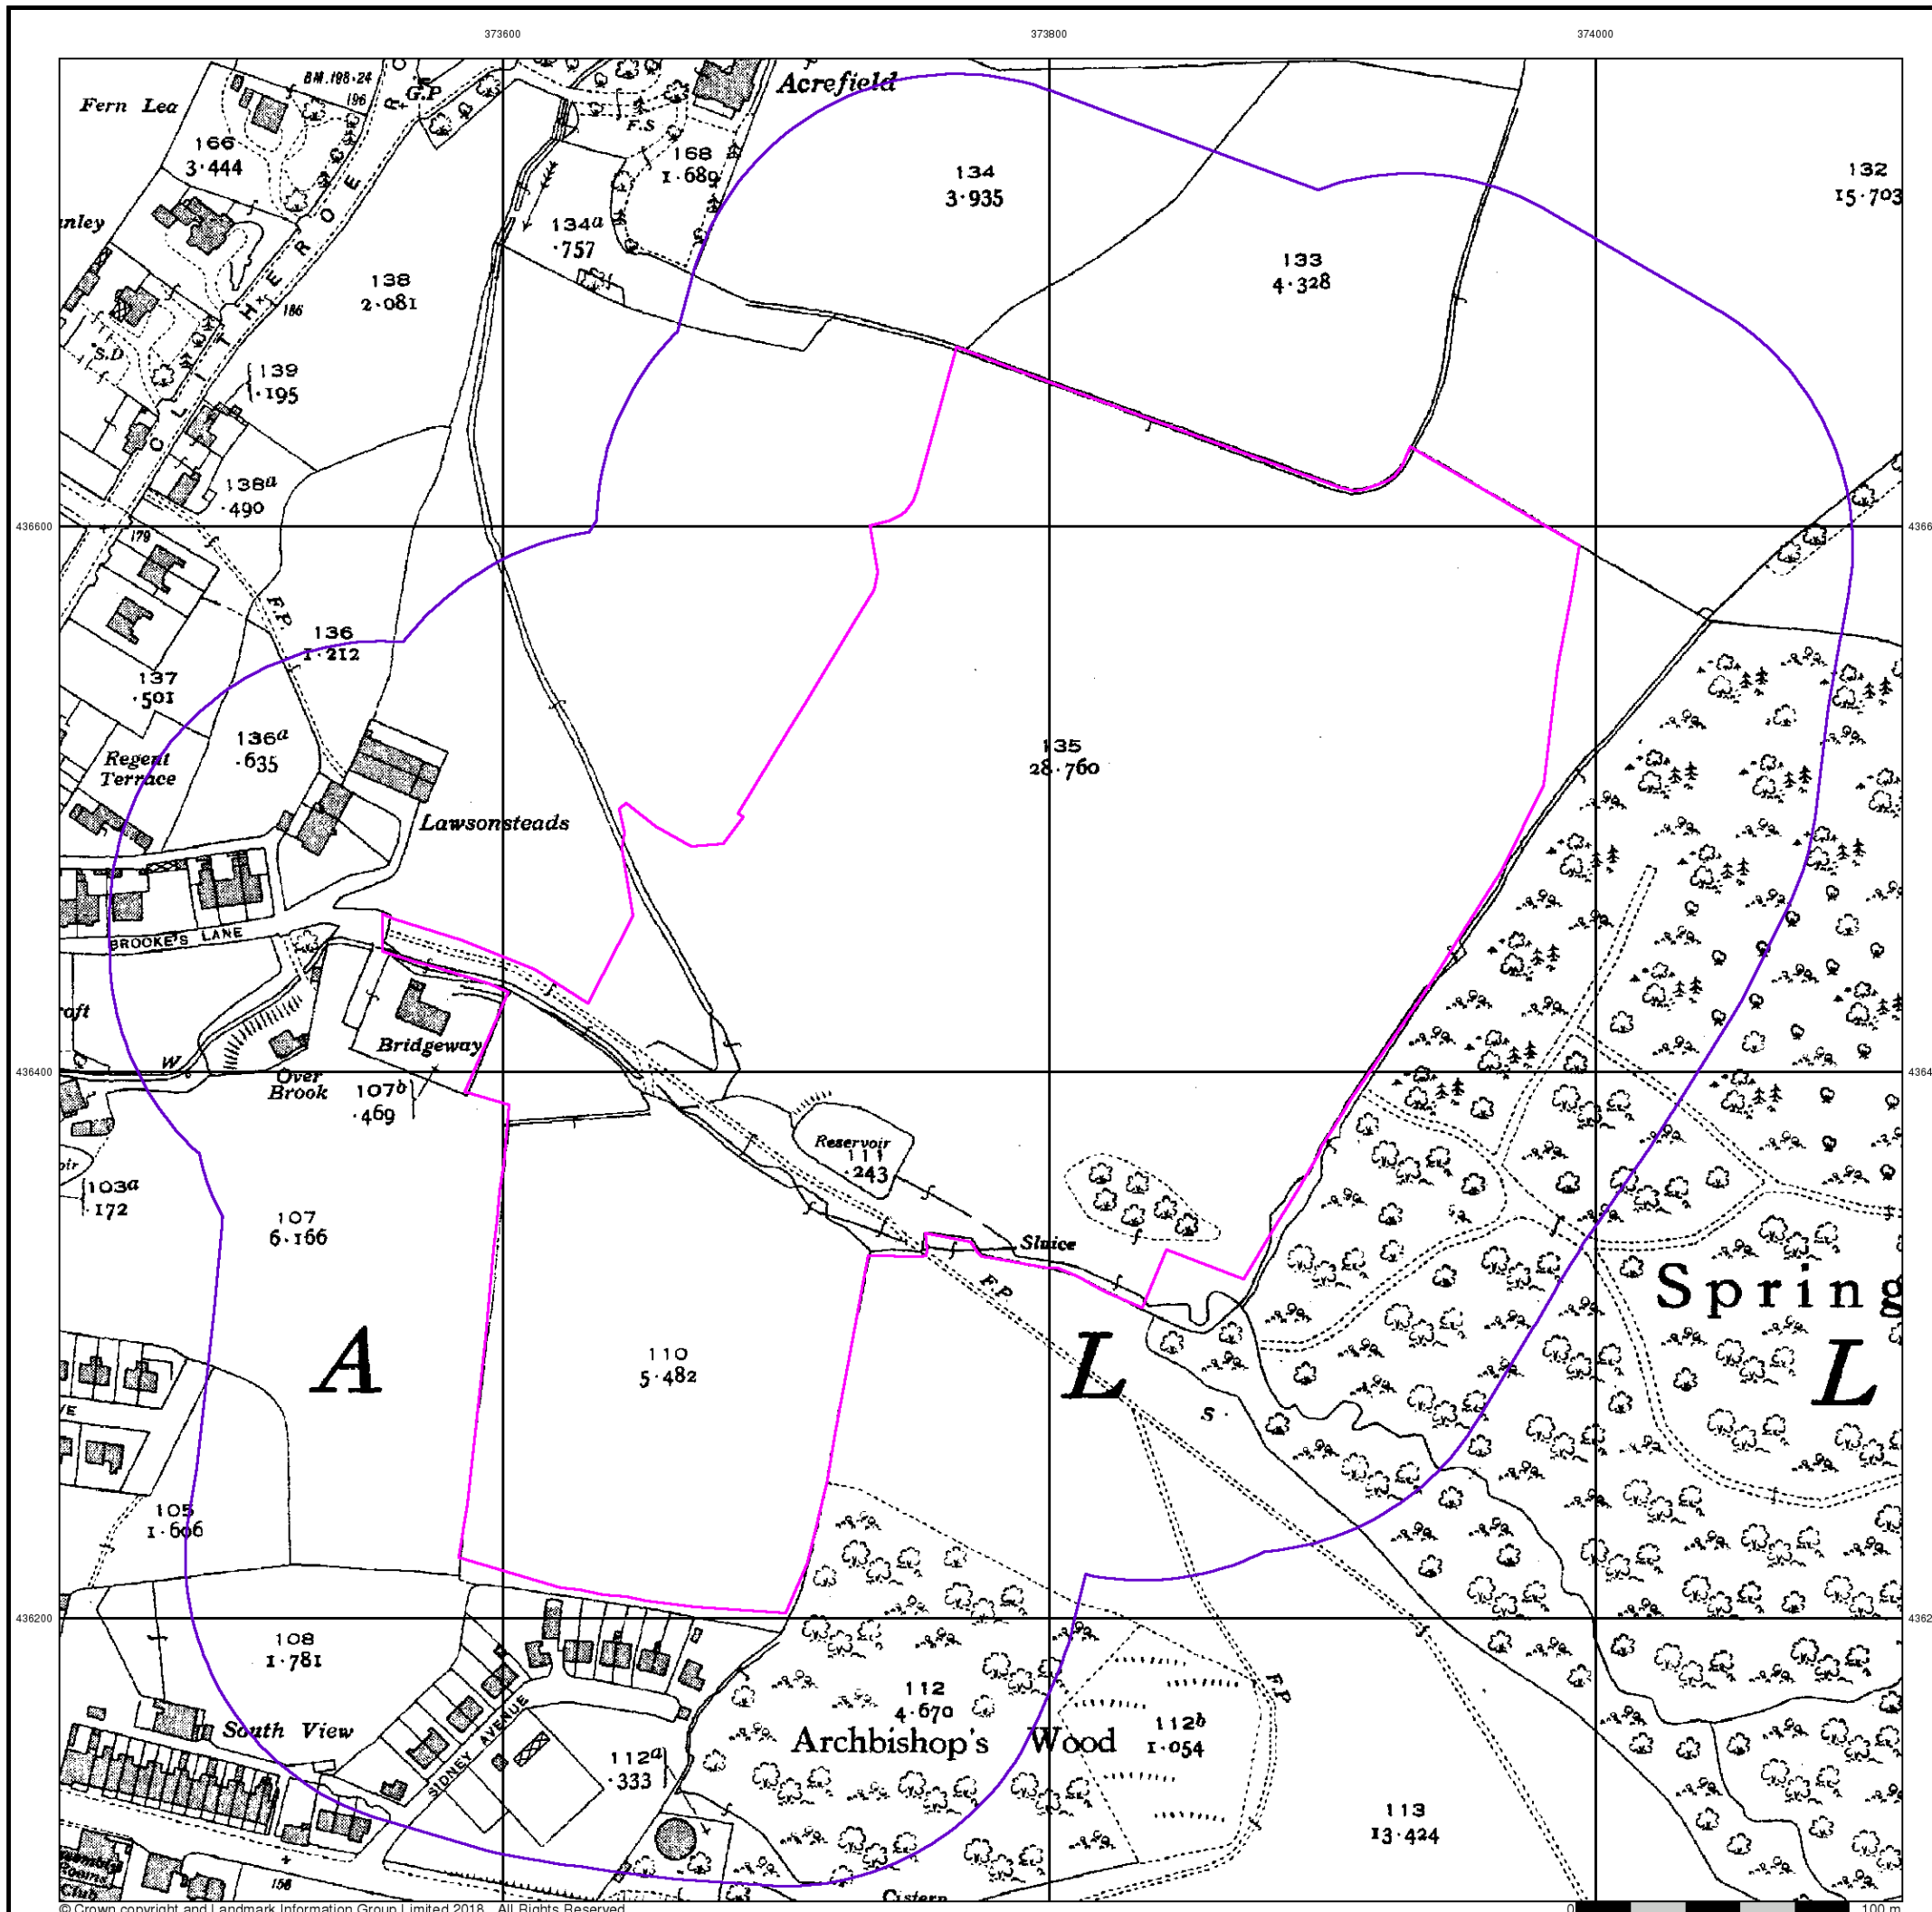 373600
373800
374000
B M. 198·24
196
G.P
Acrefield
Fern Lea
F.S
166
3·444
168
1·689
134
3·935
132
15·703
134a
·757
138
2·081
133
4·328
CLITHEROE
R
186
S.D
139
·195
138a
·490
436600
179
F.P.
136
1·212
137
·501
135
28·760
136a
·635
Regent
Terrace
Lawsonsteads
BROOKE'S LANE
W
Bridgeway
436400
Over
Brook
107b
·469
Reservoir
111
·243
103a
·172
107
6·166
Sluice
F.P.
Spring
A
110
5·482
L
L
S
105
1·606
436200
108
1·781
F.P.
112
4·670
South View
SIDNEY AVENUE
Archbishop's Wood
112b
1·054
112a
·333
113
13·424
158
Rooms
Club
Cistern
© Crown copyright and Landmark Information Group Limited 2018. All Rights Reserved.
0
100 m